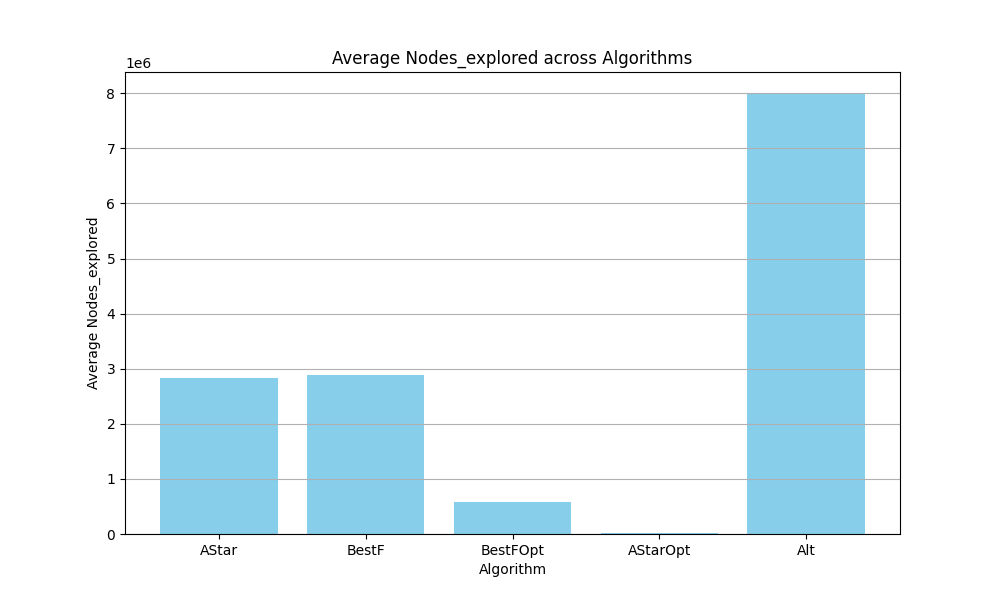 Average Nodes_explored across Algorithms
1e6
8
7
6
5
4
3
2
1
0
Average Nodes_explored
AStar BestF BestFOpt AStarOpt Alt
Algorithm